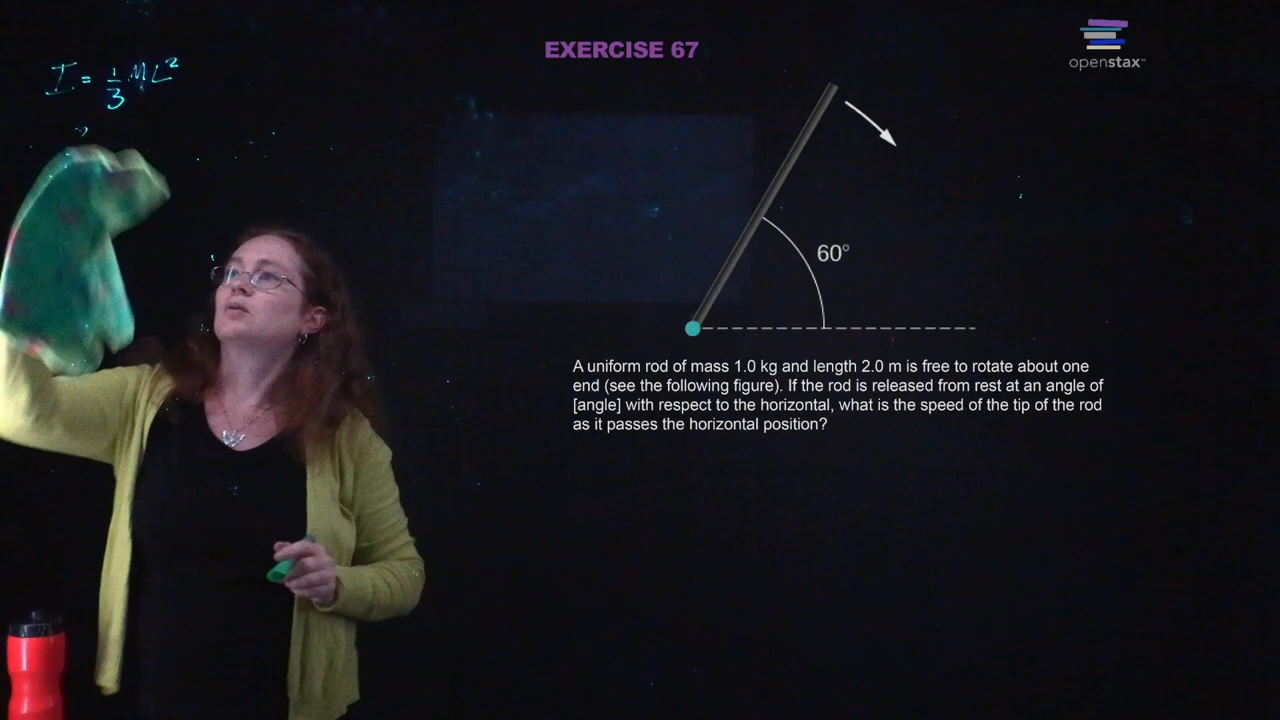 EXERCISE 67
openstax™
I = 1/3 ML²
60°
A uniform rod of mass 1.0 kg and length 2.0 m is free to rotate about one
end (see the following figure). If the rod is released from rest at an angle of
[angle] with respect to the horizontal, what is the speed of the tip of the rod
as it passes the horizontal position?